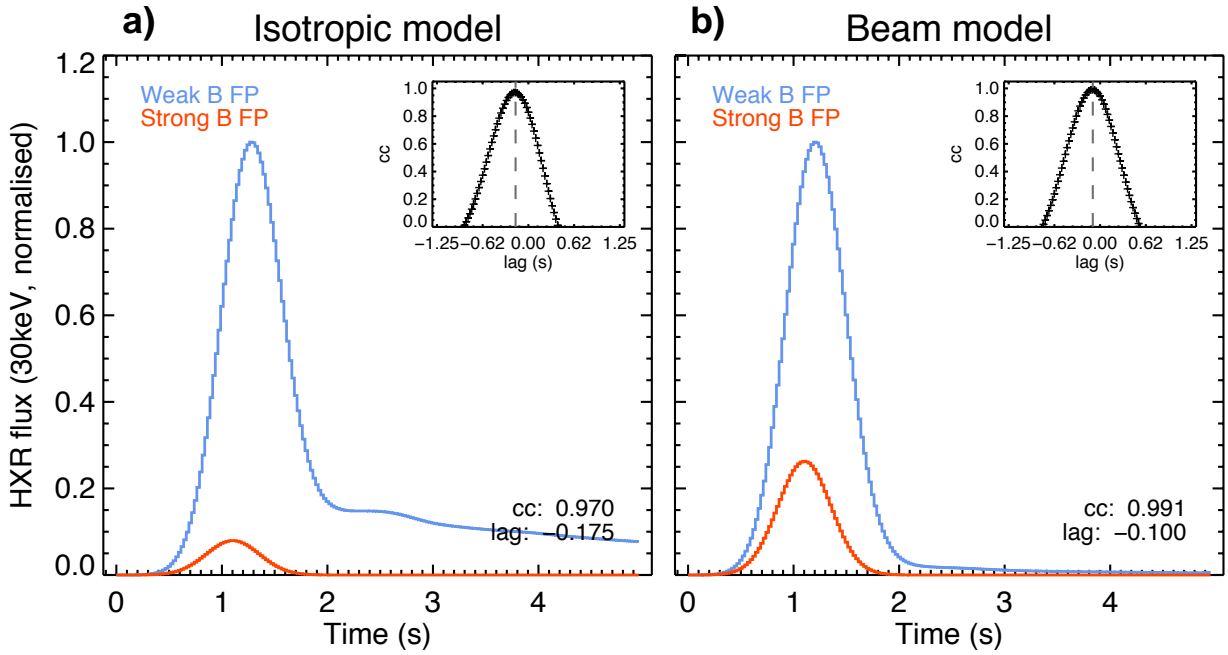 a) Isotropic model
Weak B FP
Strong B FP
HXR flux (30keV, normalised)
1.2
1.0
0.8
0.6
0.4
0.2
0.0
cc
1.0
0.8
0.6
0.4
0.2
0.0
−1.25 −0.62 0.00 0.62 1.25
lag (s)
cc: 0.970
lag: −0.175
0 1 2 3 4
Time (s)
b) Beam model
Weak B FP
Strong B FP
cc
1.0
0.8
0.6
0.4
0.2
0.0
−1.25 −0.62 0.00 0.62 1.25
lag (s)
cc: 0.991
lag: −0.100
0 1 2 3 4
Time (s)